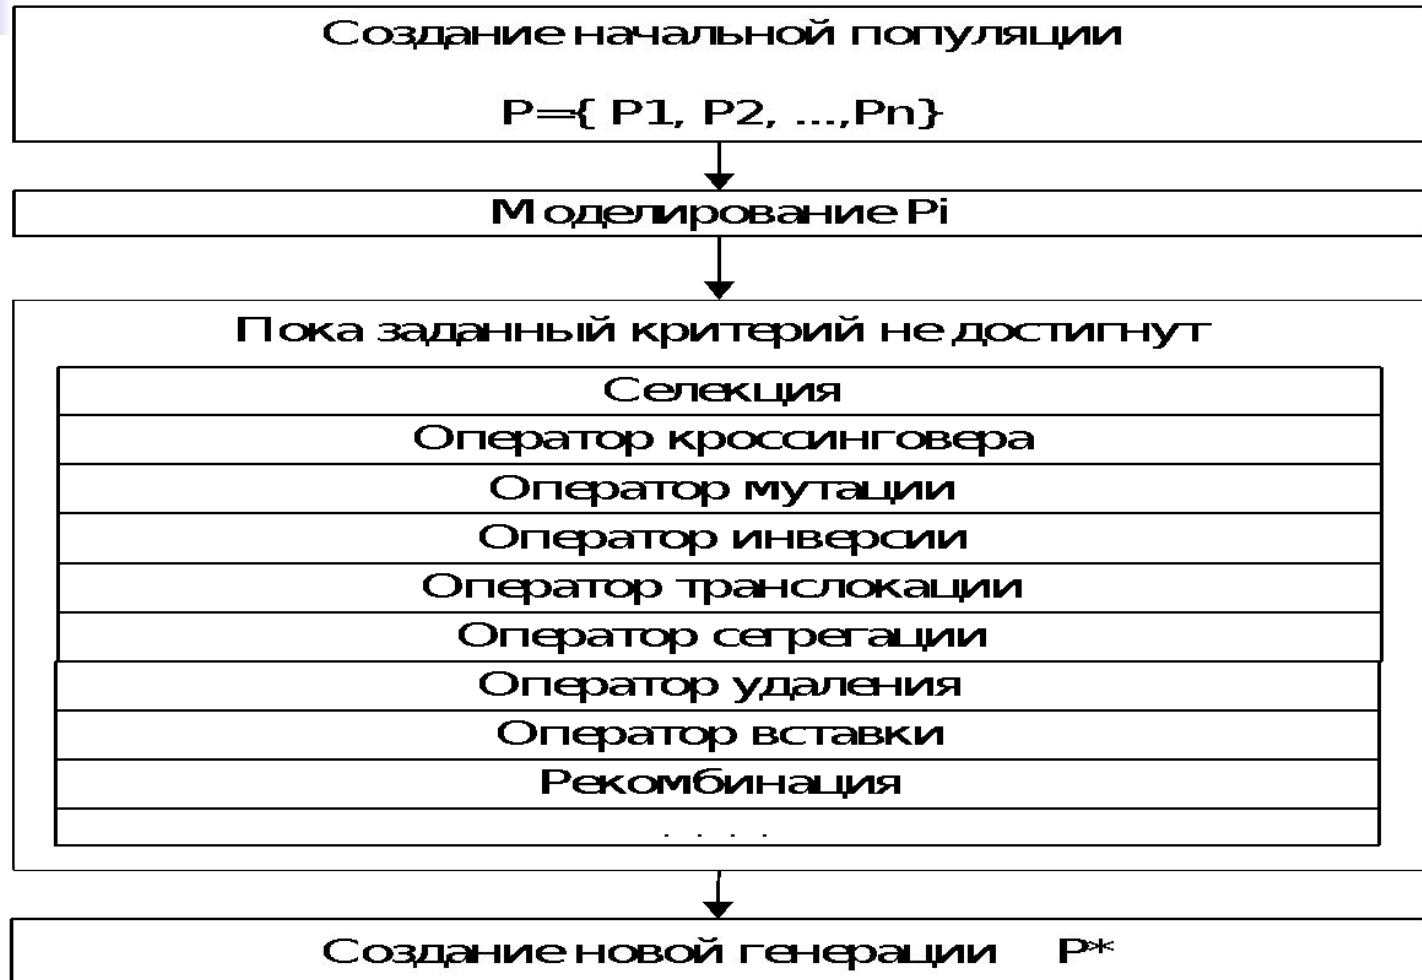 Создание начальной популяции
P={ P1, P2, ...,Pn}
Моделирование Pi
Пока заданный критерий не достигнут
Селекция
Оператор кроссинговера
Оператор мутации
Оператор инверсии
Оператор транслокации
Оператор сегрегации
Оператор удаления
Оператор вставки
Рекомбинация
. . . .
Создание новой генерации P*